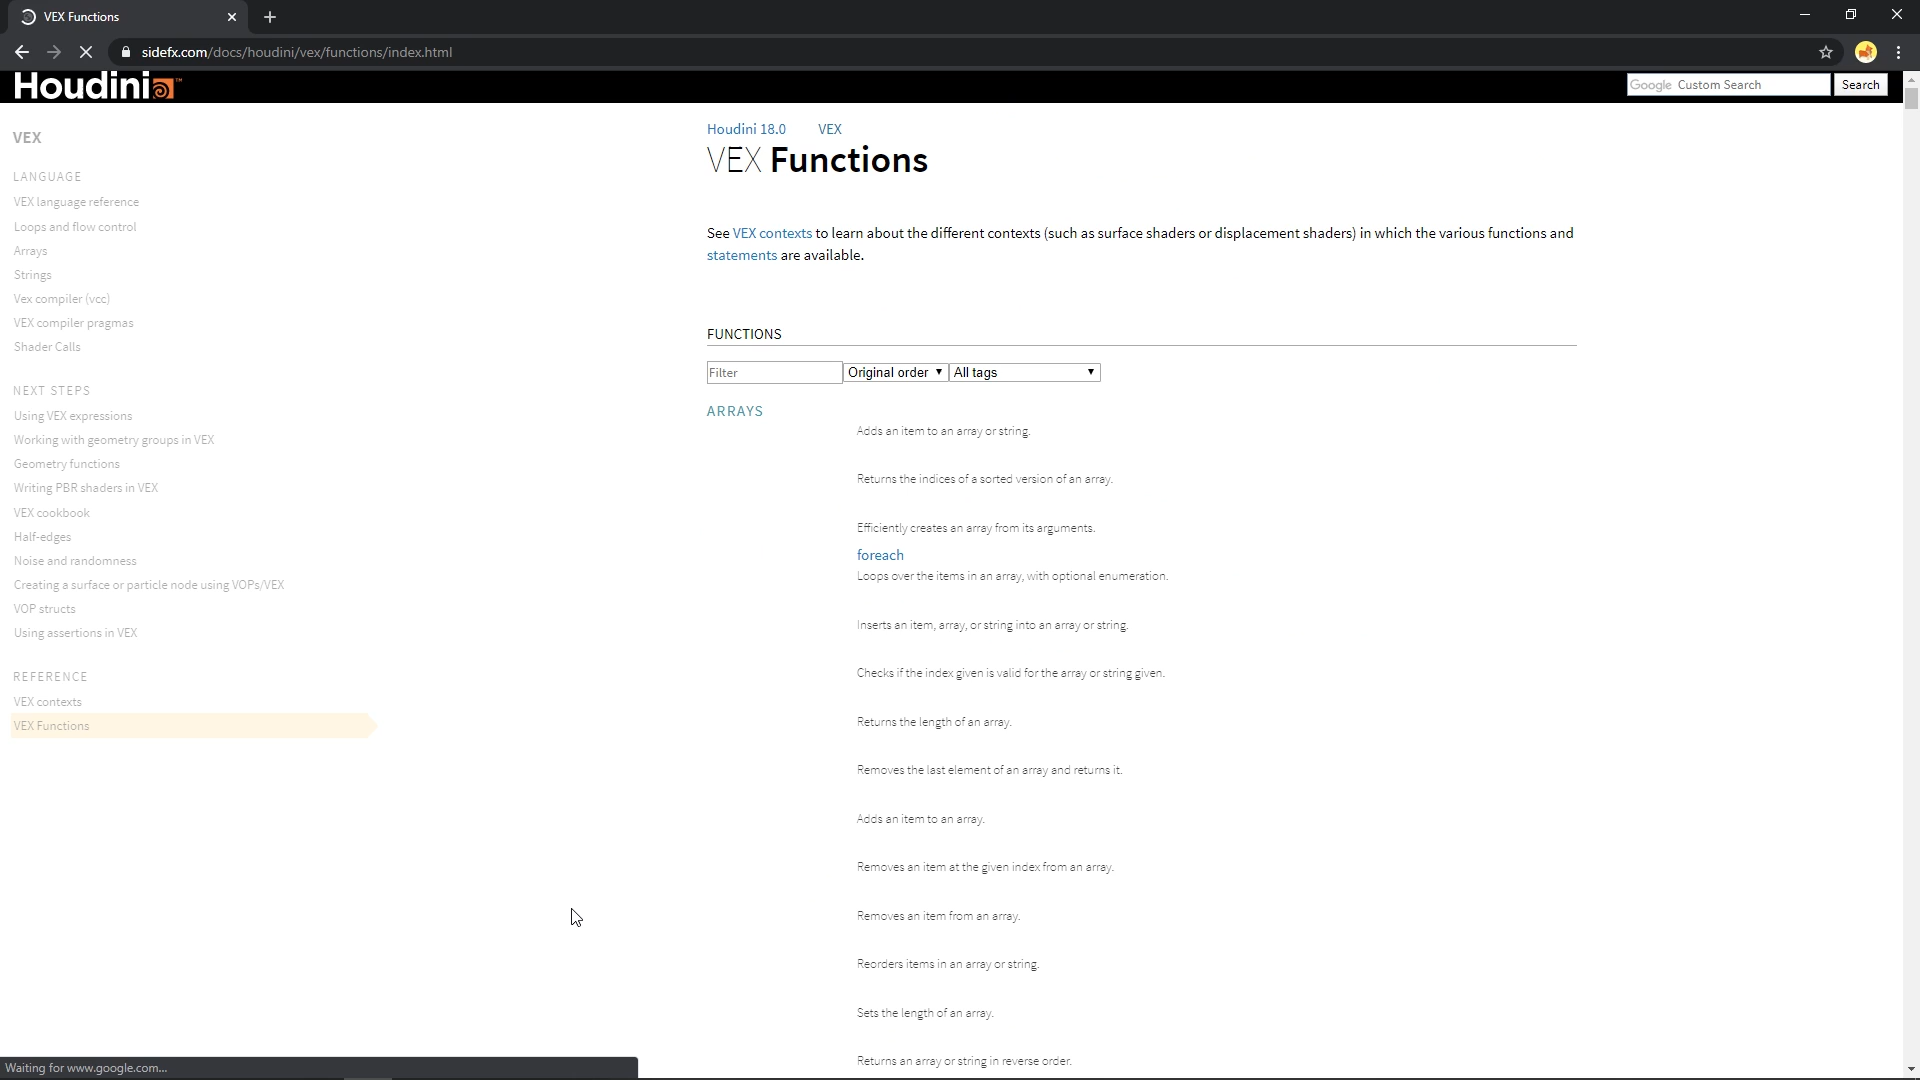 VEX Functions
sidefx.com/docs/houdini/vex/functions/index.html
Houdini™
Google Custom Search
Search
VEX
LANGUAGE
VEX language reference
Loops and flow control
Arrays
Strings
Vex compiler (vcc)
VEX compiler pragmas
Shader Calls
NEXT STEPS
Using VEX expressions
Working with geometry groups in VEX
Geometry functions
Writing PBR shaders in VEX
VEX cookbook
Half-edges
Noise and randomness
Creating a surface or particle node using VOPs/VEX
VOP structs
Using assertions in VEX
REFERENCE
VEX contexts
VEX Functions
Houdini 18.0 VEX
VEX Functions
See VEX contexts to learn about the different contexts (such as surface shaders or displacement shaders) in which the various functions and
statements are available.
FUNCTIONS
Filter Original order All tags
ARRAYS
Adds an item to an array or string.
Returns the indices of a sorted version of an array.
Efficiently creates an array from its arguments.
foreach
Loops over the items in an array, with optional enumeration.
Inserts an item, array, or string into an array or string.
Checks if the index given is valid for the array or string given.
Returns the length of an array.
Removes the last element of an array and returns it.
Adds an item to an array.
Removes an item at the given index from an array.
Removes an item from an array.
Reorders items in an array or string.
Sets the length of an array.
Returns an array or string in reverse order.
Waiting for www.google.com...